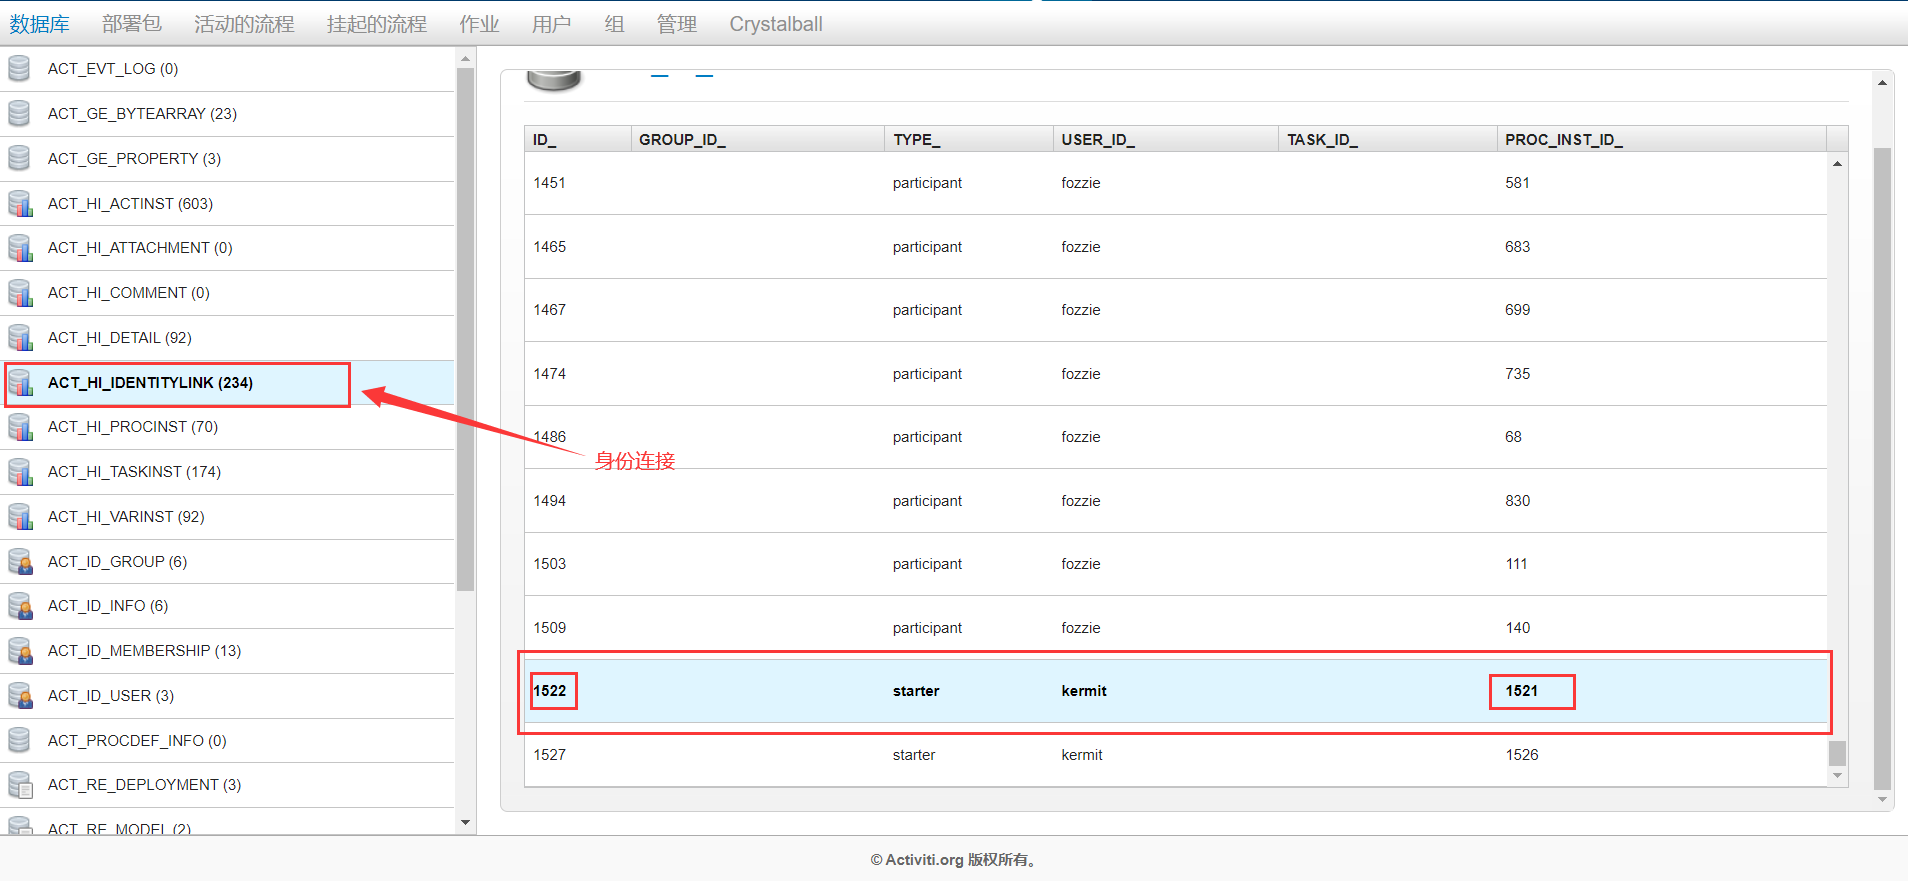 数据库 部署包 活动的流程 挂起的流程 作业 用户 组 管理 Crystalball
ACT_EVT_LOG (0)
ACT_GE_BYTEARRAY (23)
ACT_GE_PROPERTY (3)
ACT_HI_ACTINST (603)
ACT_HI_ATTACHMENT (0)
ACT_HI_COMMENT (0)
ACT_HI_DETAIL (92)
ACT_HI_IDENTITYLINK (234)
ACT_HI_PROCINST (70)
ACT_HI_TASKINST (174)
ACT_HI_VARINST (92)
ACT_ID_GROUP (6)
ACT_ID_INFO (6)
ACT_ID_MEMBERSHIP (13)
ACT_ID_USER (3)
ACT_PROCDEF_INFO (0)
ACT_RE_DEPLOYMENT (3)
ACT_RE_MODEL (2)
身份连接
ID_ GROUP_ID_ TYPE_ USER_ID_ TASK_ID_ PROC_INST_ID_
1451 participant fozzie 581
1465 participant fozzie 683
1467 participant fozzie 699
1474 participant fozzie 735
1486 participant fozzie 68
1494 participant fozzie 830
1503 participant fozzie 111
1509 participant fozzie 140
1522 starter kermit 1521
1527 starter kermit 1526
© Activiti.org 版权所有。